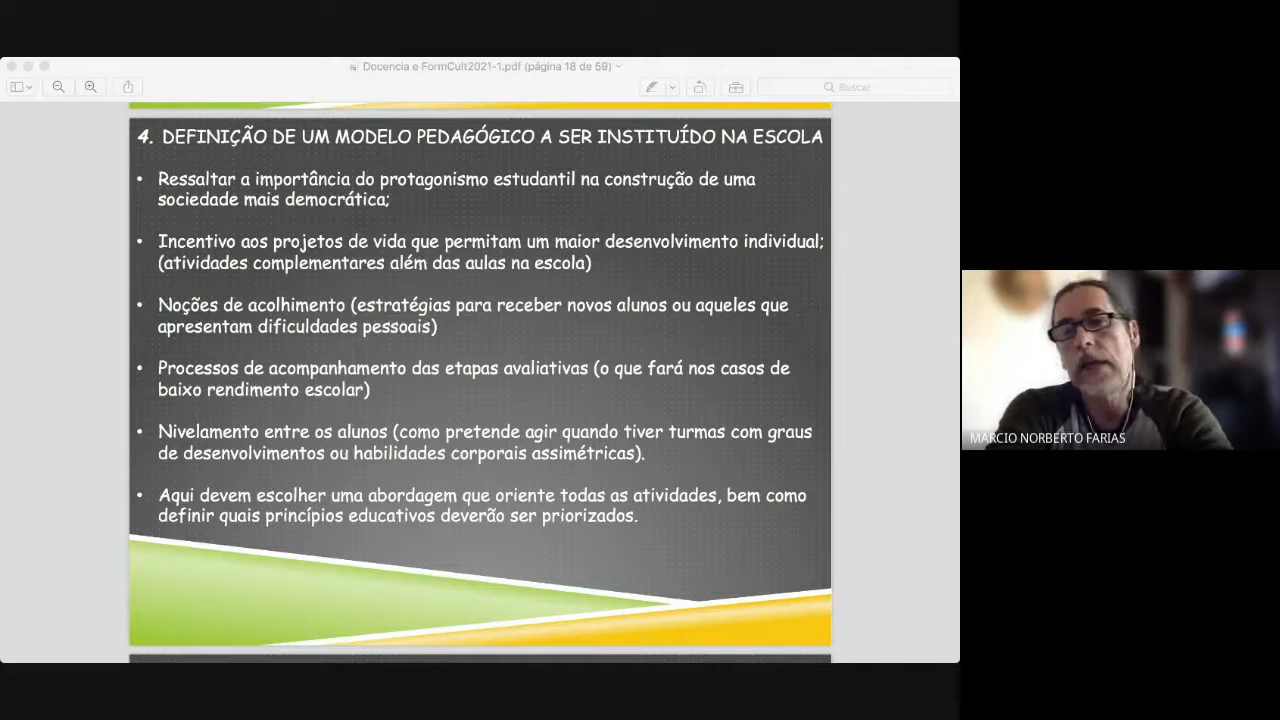 Docencia e FormCult2021-1.pdf (página 18 de 59)
Buscar
4. DEFINIÇÃO DE UM MODELO PEDAGÓGICO A SER INSTITUÍDO NA ESCOLA
• Ressaltar a importância do protagonismo estudantil na construção de uma
sociedade mais democrática;
• Incentivo aos projetos de vida que permitam um maior desenvolvimento individual;
(atividades complementares além das aulas na escola)
• Noções de acolhimento (estratégias para receber novos alunos ou aqueles que
apresentam dificuldades pessoais)
• Processos de acompanhamento das etapas avaliativas (o que fará nos casos de
baixo rendimento escolar)
• Nivelamento entre os alunos (como pretende agir quando tiver turmas com graus
de desenvolvimentos ou habilidades corporais assimétricas).
• Aqui devem escolher uma abordagem que oriente todas as atividades, bem como
definir quais princípios educativos deverão ser priorizados.
MARCIO NORBERTO FARIAS